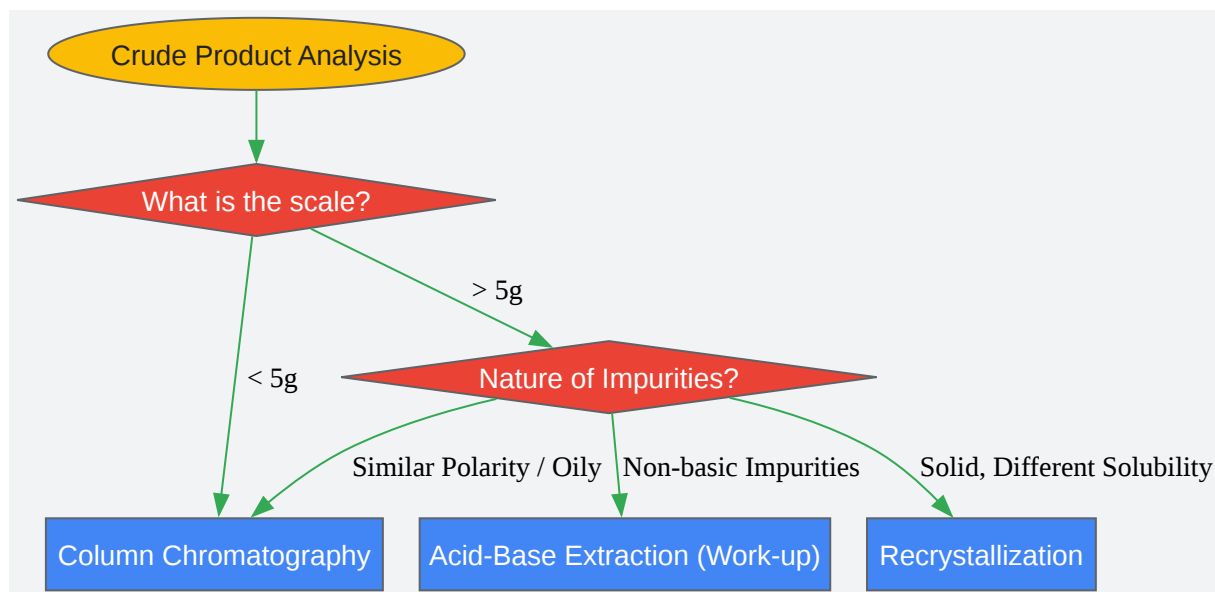 Crude Product Analysis
What is the scale?
> 5g
< 5g
Nature of Impurities?
Similar Polarity / Oily
Non-basic Impurities
Solid, Different Solubility
Column Chromatography
Acid-Base Extraction (Work-up)
Recrystallization